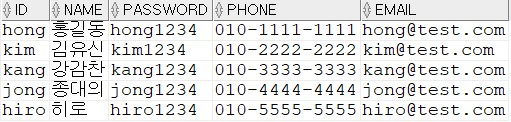 ID NAME PASSWORD PHONE EMAIL
hong 홍길동 hong1234 010-1111-1111 hong@test.com
kim 김유신 kim1234 010-2222-2222 kim@test.com
kang 강감찬 kang1234 010-3333-3333 kang@test.com
jong 종대의 jong1234 010-4444-4444 jong@test.com
hiro 히로 hiro1234 010-5555-5555 hiro@test.com